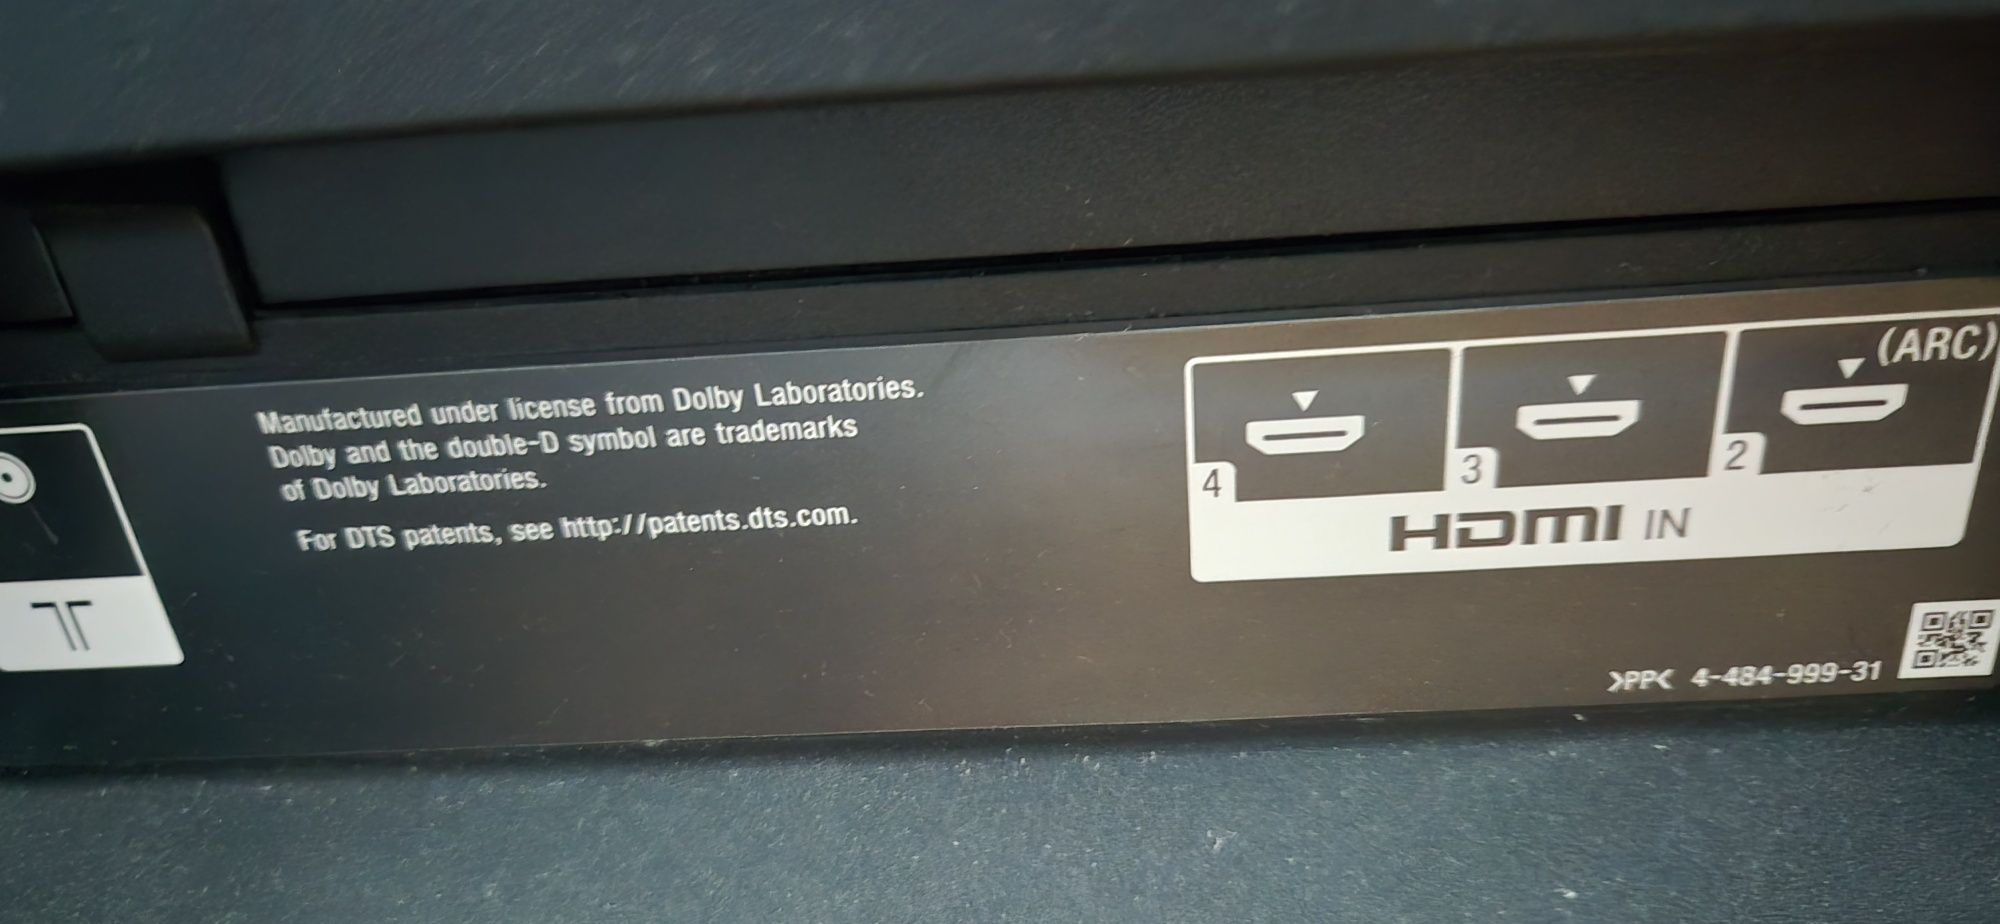 Manufactured under license from Dolby Laboratories.
Dolby and the double-D symbol are trademarks
of Dolby Laboratories.
For DTS patents, see http://patents.dts.com.
(ARC)
4
3
2
HDMI IN
>PP< 4-484-999-31